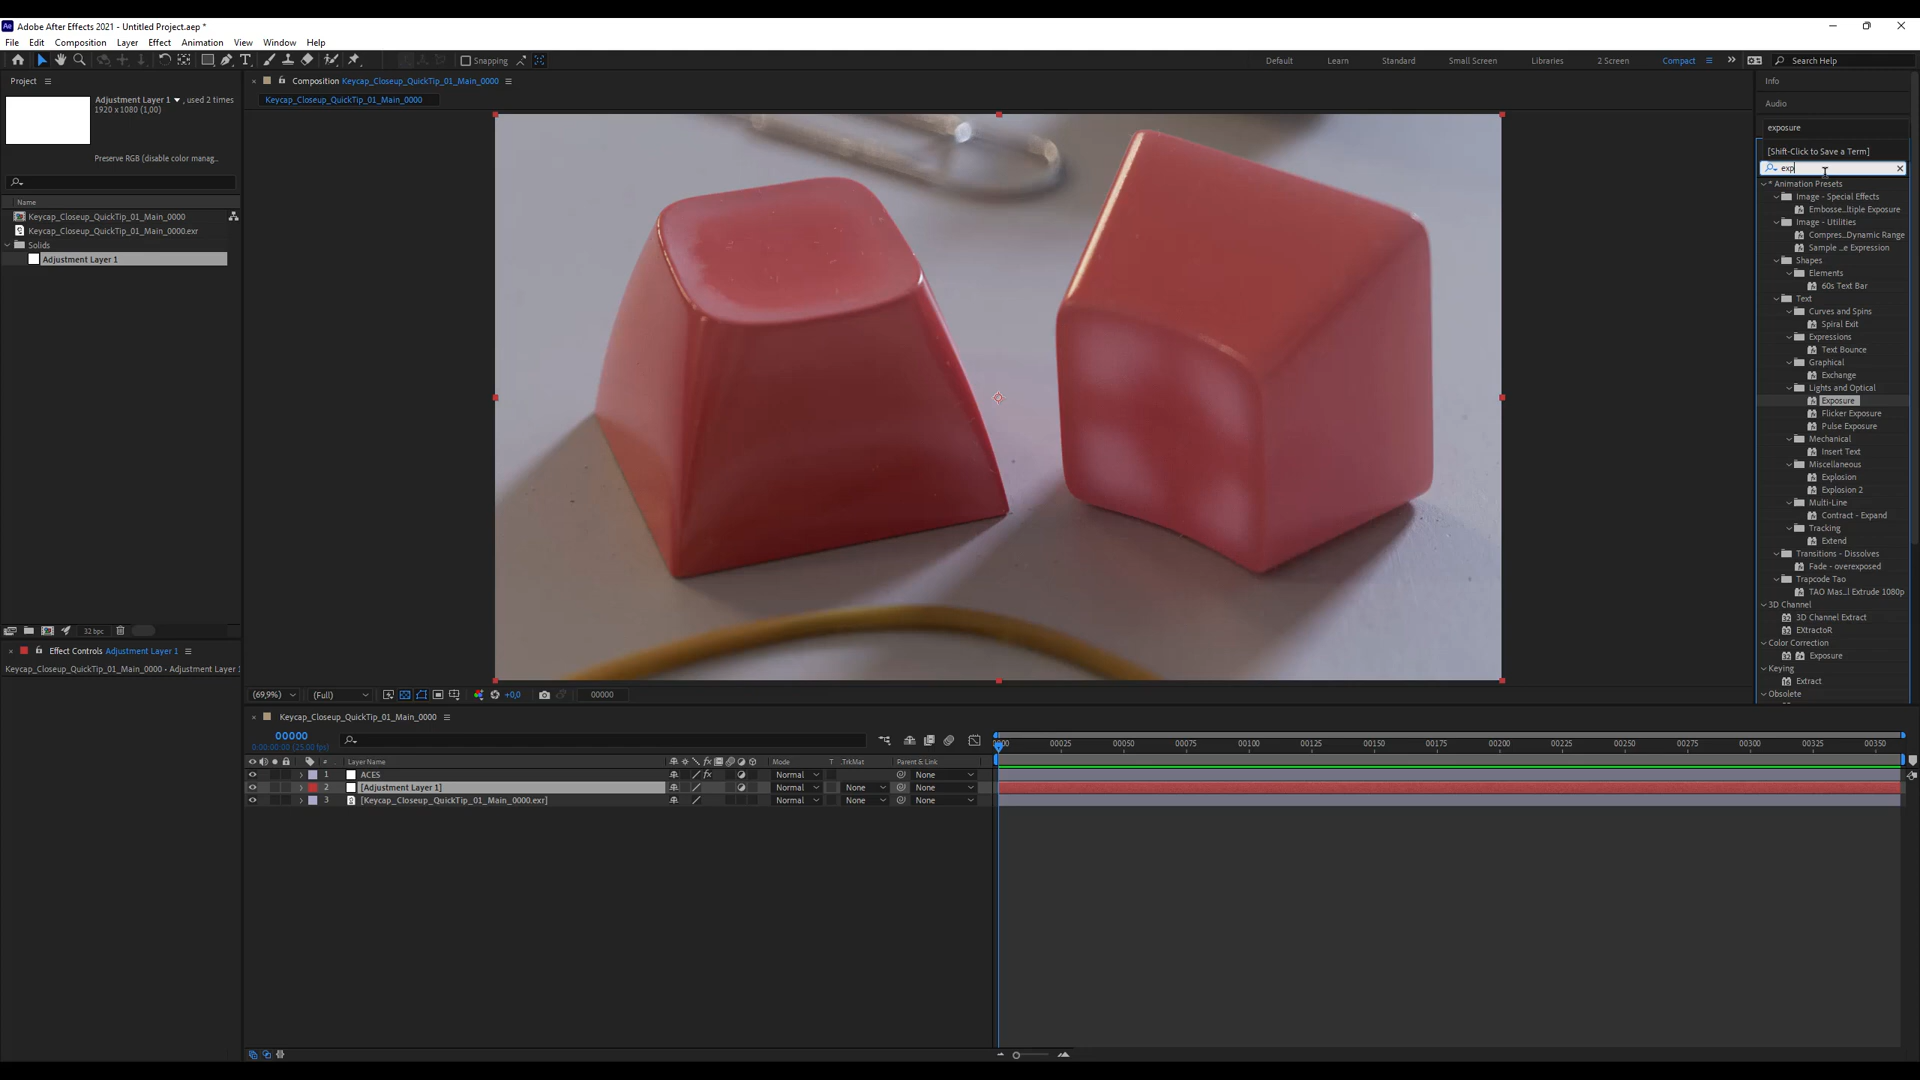 Ae Adobe After Effects 2021 - Untitled Project.aep *
File Edit Composition Layer Effect Animation View Window Help
T Snapping Default Learn Standard Small Screen Libraries 2 Screen Compact Search Help
Project
Adjustment Layer 1 , used 2 times
1920 x 1080 (1,00)
Preserve RGB (disable color manag...
Name
Keycap_Closeup_QuickTip_01_Main_0000
Keycap_Closeup_QuickTip_01_Main_0000.exr
Solids
Adjustment Layer 1
32 bpc
Effect Controls Adjustment Layer 1
Keycap_Closeup_QuickTip_01_Main_0000 • Adjustment Layer 1
Composition Keycap_Closeup_QuickTip_01_Main_0000
Keycap_Closeup_QuickTip_01_Main_0000
(69,9%) (Full) +0,0 00000
Info
Audio
exposure
[Shift-Click to Save a Term]
exp
* Animation Presets
Image - Special Effects
Embosse...ltiple Exposure
Image - Utilities
Compres...Dynamic Range
Sample ...e Expression
Shapes
Elements
60s Text Bar
Text
Curves and Spins
Spiral Exit
Expressions
Text Bounce
Graphical
Exchange
Lights and Optical
Exposure
Flicker Exposure
Pulse Exposure
Mechanical
Insert Text
Miscellaneous
Explosion
Explosion 2
Multi-Line
Contract - Expand
Tracking
Extend
Transitions - Dissolves
Fade - overexposed
Trapcode Tao
TAO Mas...l Extrude 1080p
3D Channel
3D Channel Extract
EXtractoR
Color Correction
Exposure
Keying
Extract
Obsolete
Keycap_Closeup_QuickTip_01_Main_0000
00000
0:00:00:00 (25.00 fps)
00025 00050 00075 00100 00125 00150 00175 00200 00225 00250 00275 00300 00325 00350
Layer Name fx Mode T .TrkMat Parent & Link
1 ACES fx Normal None
2 [Adjustment Layer 1] Normal None None
3 [Keycap_Closeup_QuickTip_01_Main_0000.exr] Normal None None